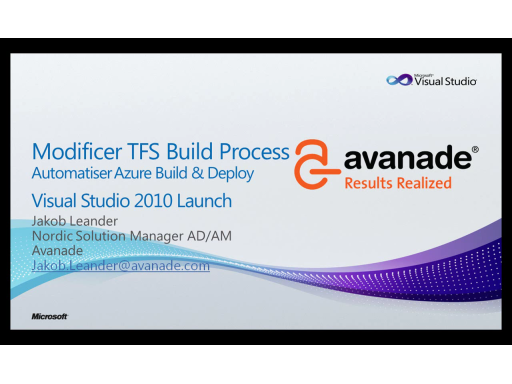 Microsoft®
Visual Studio®
Modificer TFS Build Process
Automatiser Azure Build & Deploy
avanade®
Results Realized
Visual Studio 2010 Launch
Jakob Leander
Nordic Solution Manager AD/AM
Avanade
Jakob.Leander@avanade.com
Microsoft